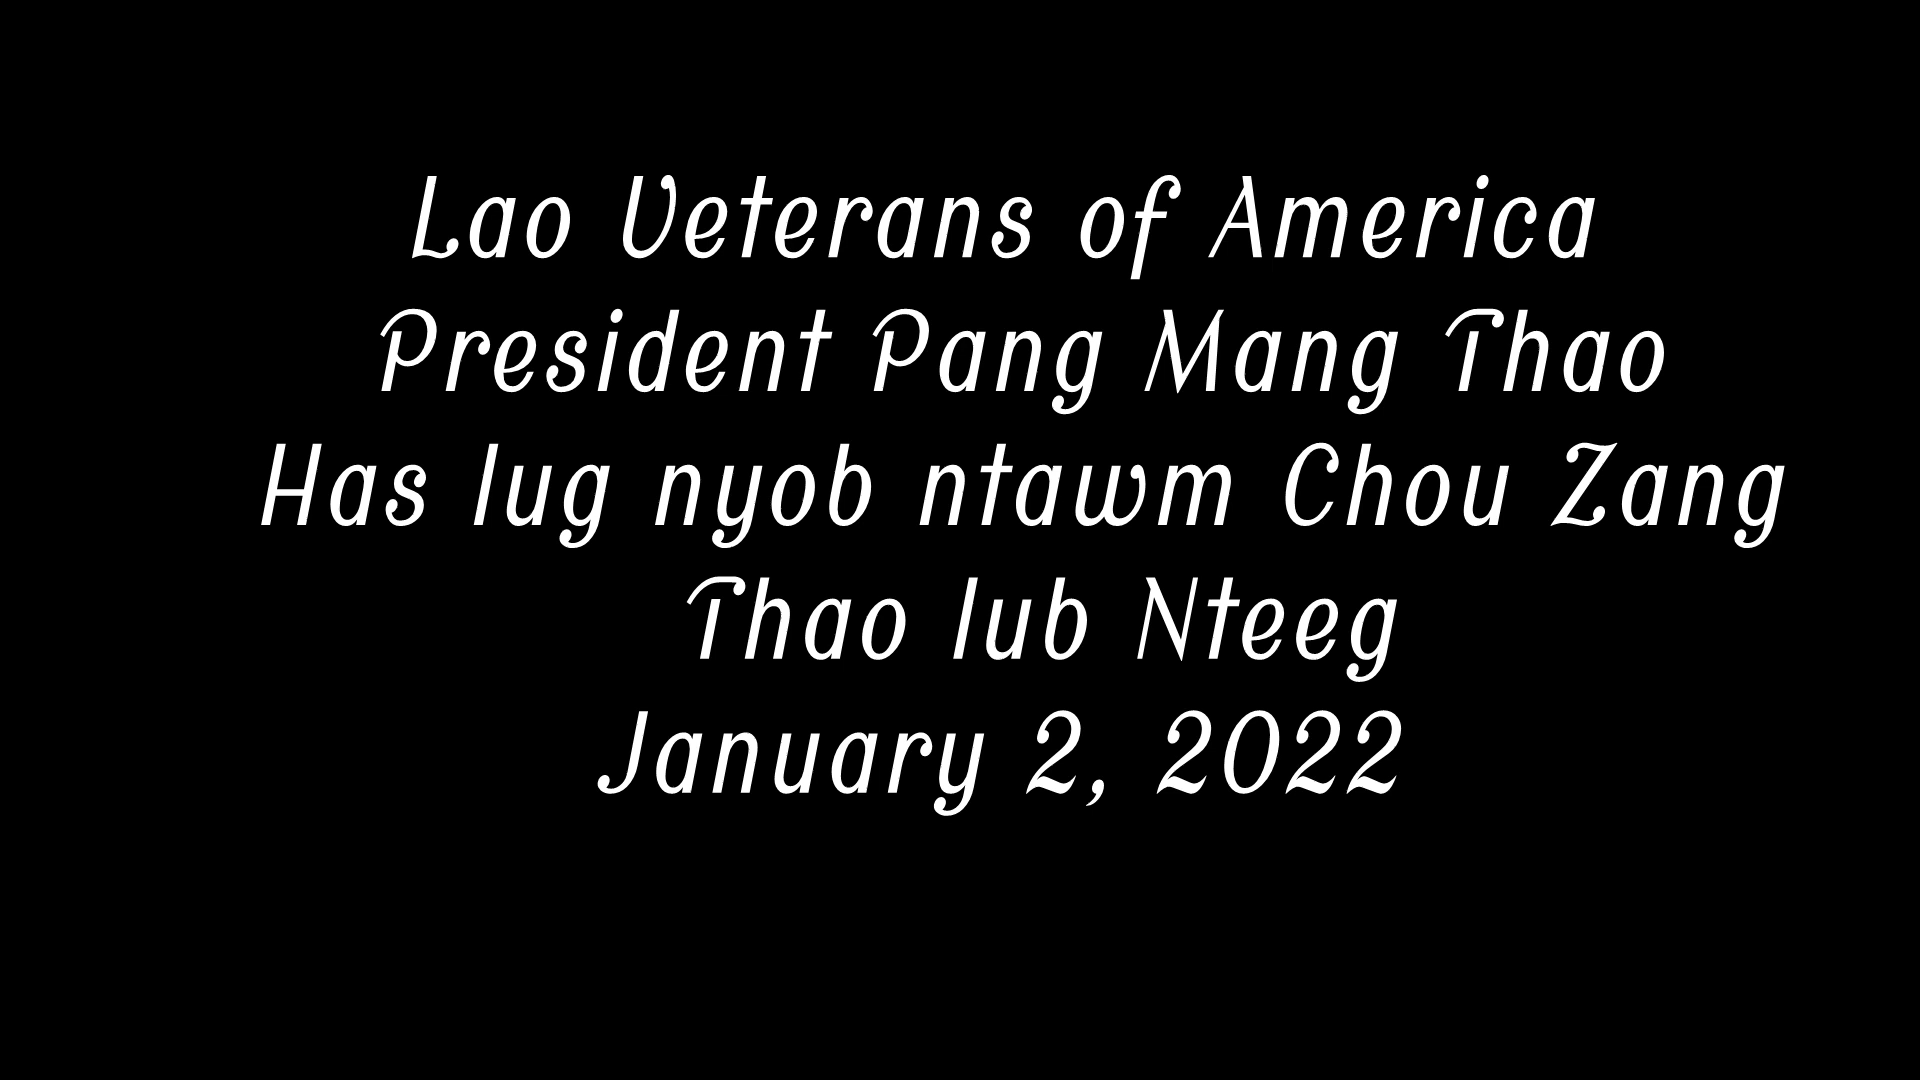 Lao Veterans of America
President Pang Mang Thao
Has lug nyob ntawm Chou Zang
Thao lub Nteeg
January 2, 2022